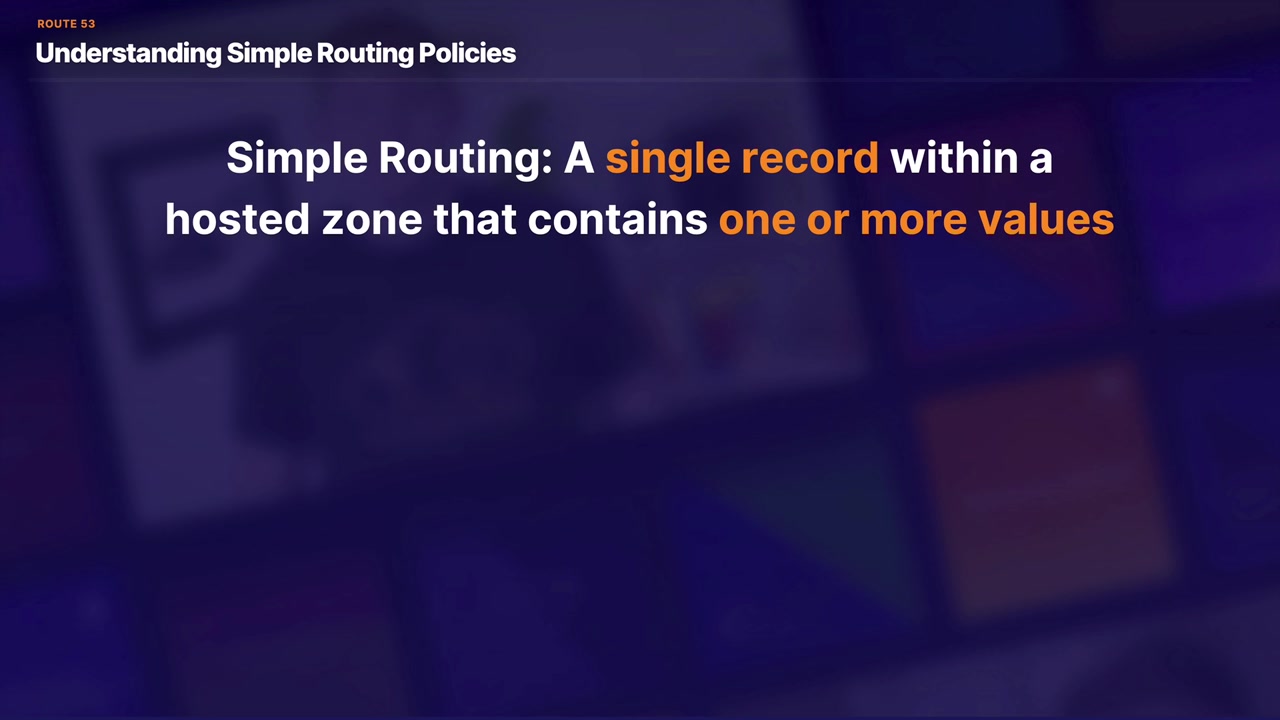 ROUTE 53
Understanding Simple Routing Policies
Simple Routing: A single record within a
hosted zone that contains one or more values